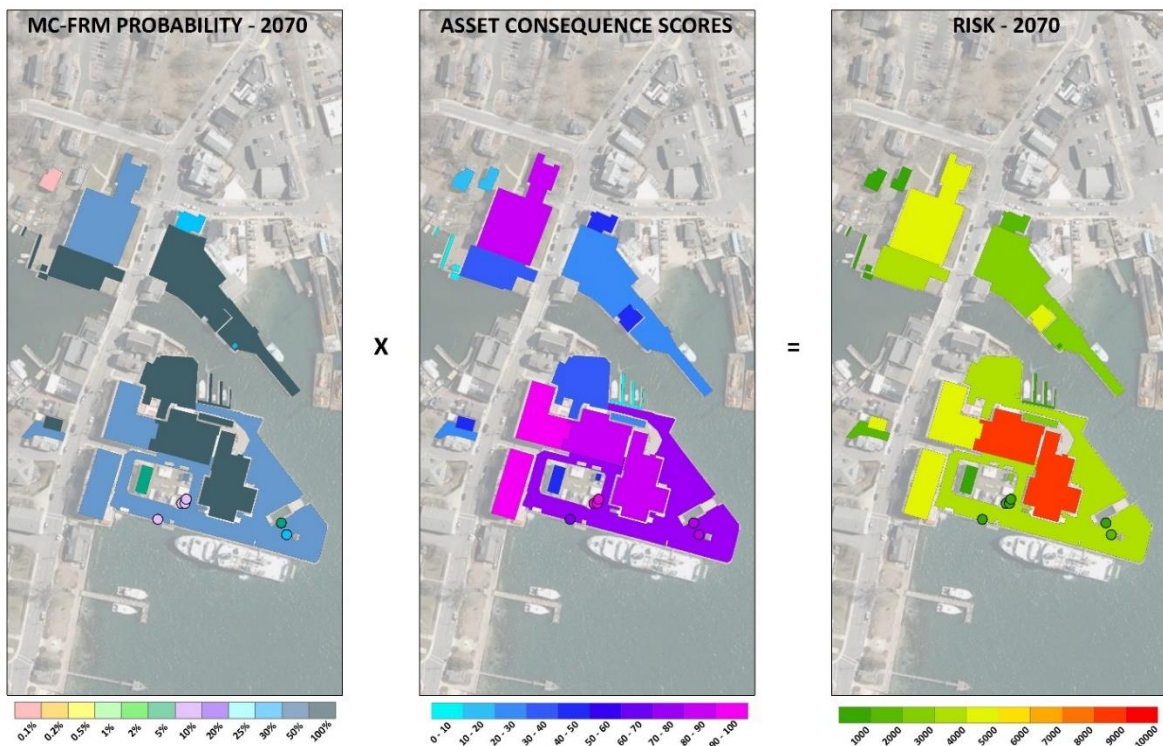 MC-FRM PROBABILITY - 2070
ASSET CONSEQUENCE SCORES
RISK - 2070
X
=
0.1%
0.2%
0.5%
1%
2%
5%
10%
20%
25%
30%
50%
100%
0 - 10
10 - 20
20 - 30
30 - 40
40 - 50
50 - 60
60 - 70
70 - 80
80 - 90
90 - 100
1000
2000
3000
4000
5000
6000
7000
8000
9000
10000